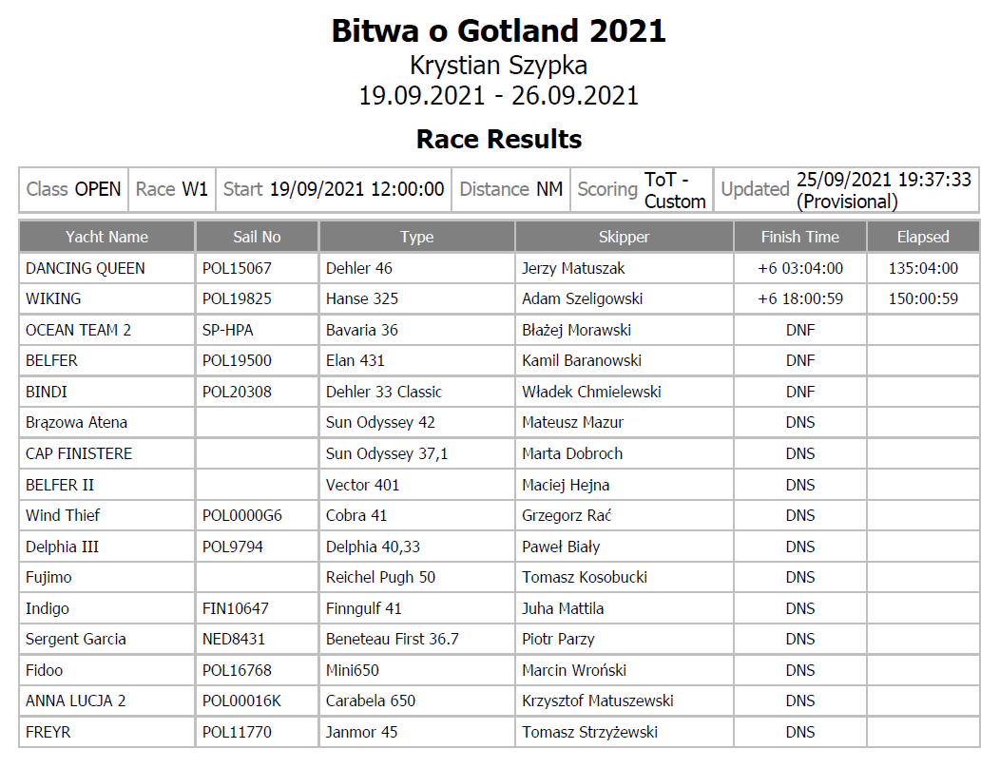 Bitwa o Gotland 2021
Krystian Szypka
19.09.2021 - 26.09.2021
Race Results
Class OPEN Race W1 Start 19/09/2021 12:00:00 Distance NM Scoring ToT - Custom Updated 25/09/2021 19:37:33 (Provisional)
Yacht Name Sail No Type Skipper Finish Time Elapsed
DANCING QUEEN POL15067 Dehler 46 Jerzy Matuszak +6 03:04:00 135:04:00
WIKING POL19825 Hanse 325 Adam Szeligowski +6 18:00:59 150:00:59
OCEAN TEAM 2 SP-HPA Bavaria 36 Błażej Morawski DNF
BELFER POL19500 Elan 431 Kamil Baranowski DNF
BINDI POL20308 Dehler 33 Classic Władek Chmielewski DNF
Brązowa Atena Sun Odyssey 42 Mateusz Mazur DNS
CAP FINISTERE Sun Odyssey 37,1 Marta Dobroch DNS
BELFER II Vector 401 Maciej Hejna DNS
Wind Thief POL0000G6 Cobra 41 Grzegorz Rać DNS
Delphia III POL9794 Delphia 40,33 Paweł Biały DNS
Fujimo Reichel Pugh 50 Tomasz Kosobucki DNS
Indigo FIN10647 Finngulf 41 Juha Mattila DNS
Sergent Garcia NED8431 Beneteau First 36.7 Piotr Parzy DNS
Fidoo POL16768 Mini650 Marcin Wroński DNS
ANNA LUCJA 2 POL00016K Carabela 650 Krzysztof Matuszewski DNS
FREYR POL11770 Janmor 45 Tomasz Strzyżewski DNS